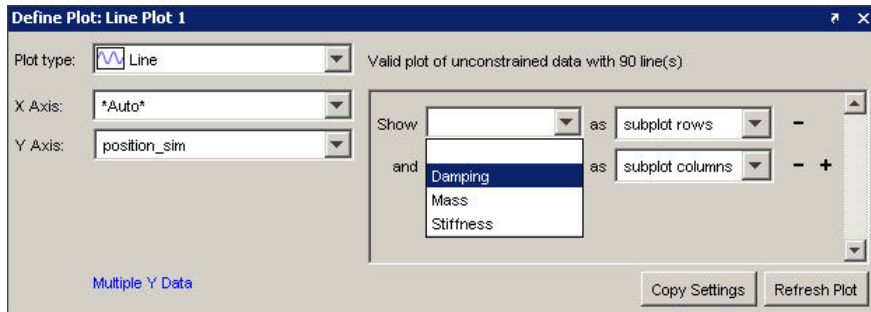 Define Plot: Line Plot 1
Plot type: Line
Valid plot of unconstrained data with 90 line(s)
X Axis: *Auto*
Y Axis: position_sim
Show as subplot rows −
and as subplot columns − +
Damping
Mass
Stiffness
Multiple Y Data
Copy Settings
Refresh Plot